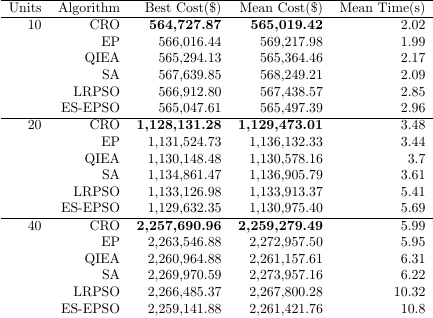 Units Algorithm Best Cost($) Mean Cost($) Mean Time(s)
10 CRO 564,727.87 565,019.42 2.02
EP 566,016.44 569,217.98 1.99
QIEA 565,294.13 565,364.46 2.17
SA 567,639.85 568,249.21 2.09
LRPSO 566,912.80 567,438.57 2.85
ES-EPSO 565,047.61 565,497.39 2.96
20 CRO 1,128,131.28 1,129,473.01 3.48
EP 1,131,524.73 1,136,132.33 3.44
QIEA 1,130,148.48 1,130,578.16 3.7
SA 1,134,861.47 1,136,905.79 3.61
LRPSO 1,133,126.98 1,133,913.37 5.41
ES-EPSO 1,129,632.35 1,130,975.40 5.69
40 CRO 2,257,690.96 2,259,279.49 5.99
EP 2,263,546.88 2,272,957.50 5.95
QIEA 2,260,964.88 2,261,157.61 6.31
SA 2,269,970.59 2,273,957.16 6.22
LRPSO 2,266,485.37 2,267,800.28 10.32
ES-EPSO 2,259,141.88 2,261,421.76 10.8